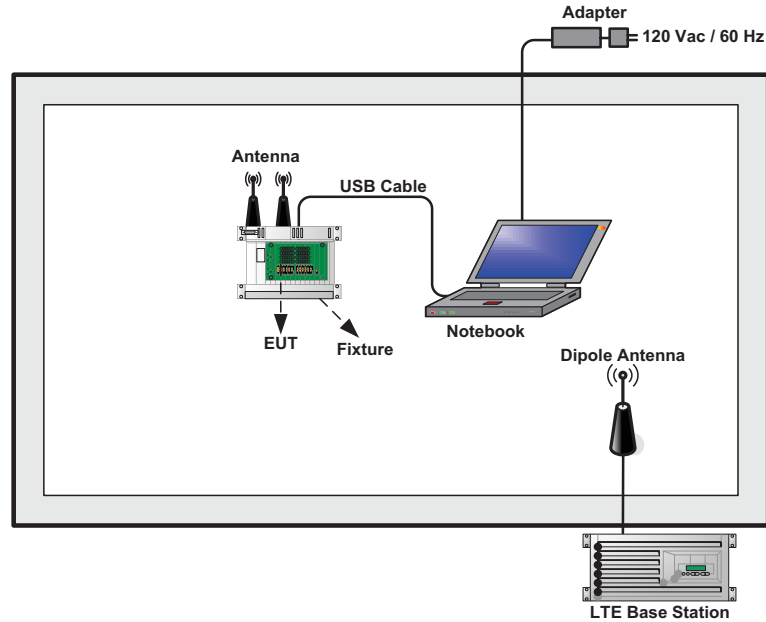 Adapter
120 Vac / 60 Hz
Antenna
USB Cable
EUT
Fixture
Notebook
Dipole Antenna
LTE Base Station